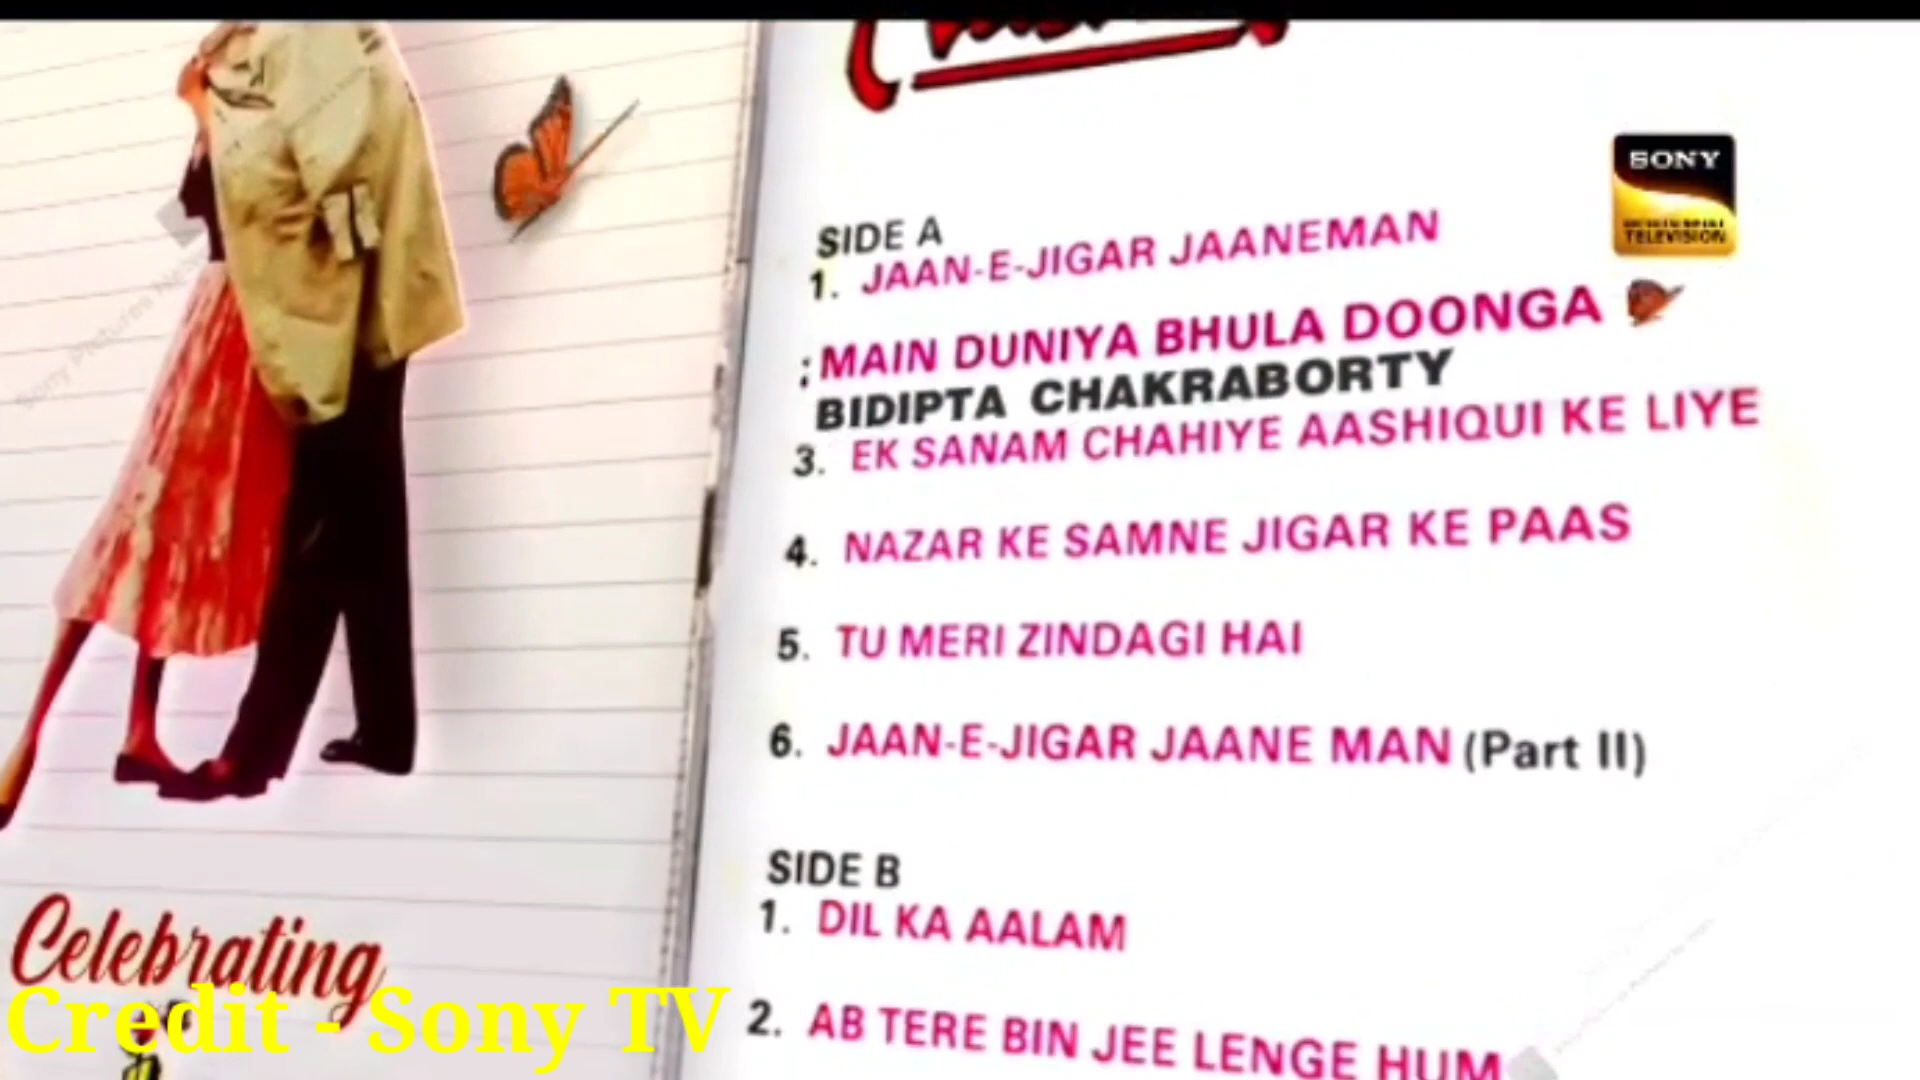 SONY
TELEVISION
SIDE A
1. JAAN-E-JIGAR JAANEMAN
: MAIN DUNIYA BHULA DOONGA
BIDIPTA CHAKRABORTY
3. EK SANAM CHAHIYE AASHIQUI KE LIYE
4. NAZAR KE SAMNE JIGAR KE PAAS
5. TU MERI ZINDAGI HAI
6. JAAN-E-JIGAR JAANE MAN (Part II)
SIDE B
1. DIL KA AALAM
2. AB TERE BIN JEE LENGE HUM
Celebrating
Credit - Sony TV
Sony Pictures